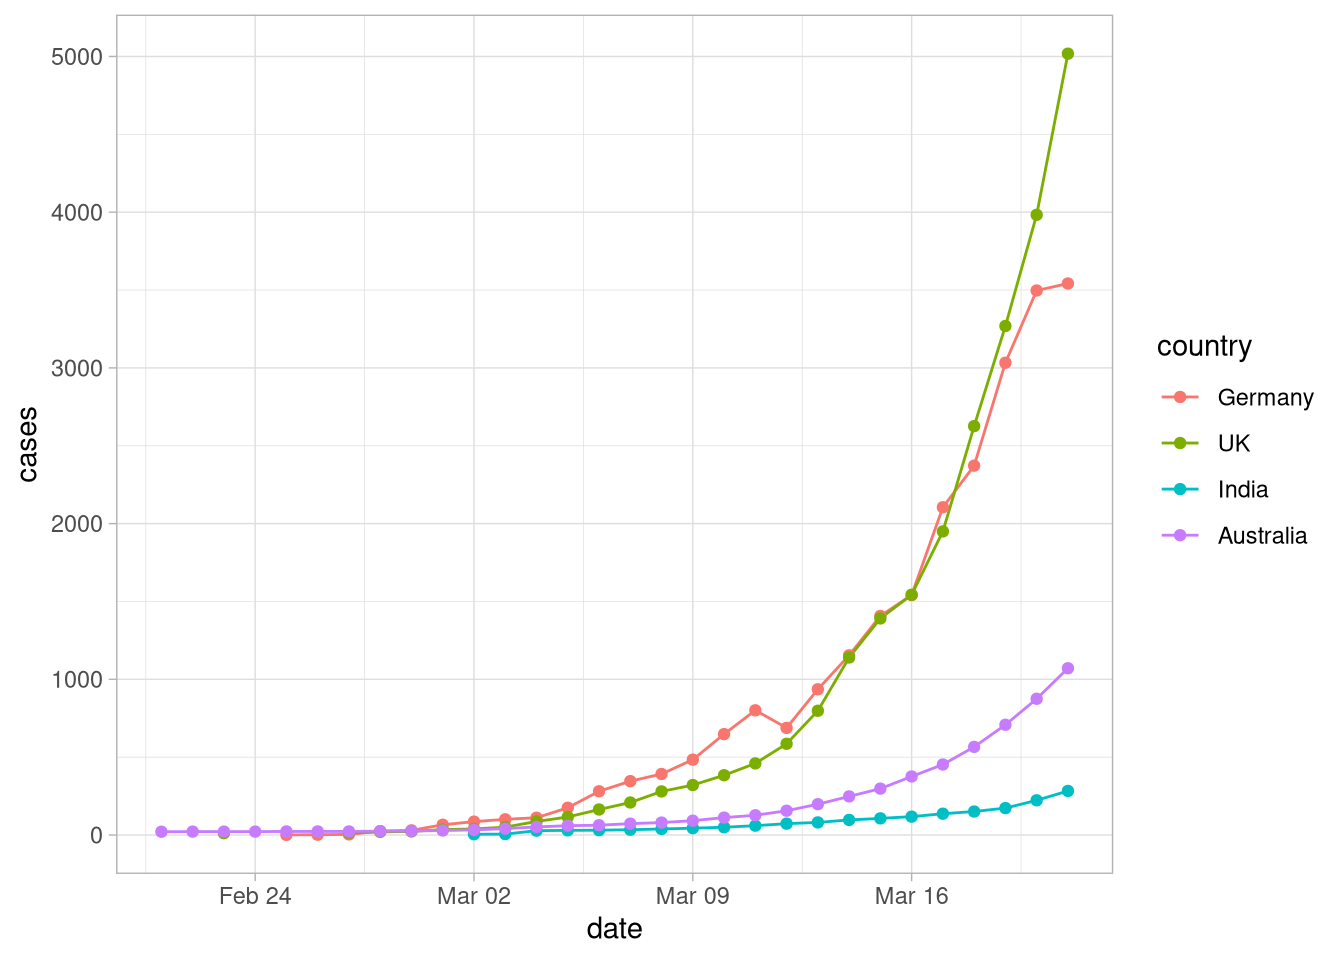 5000
4000
3000
2000
1000
0
cases
Feb 24
Mar 02
Mar 09
Mar 16
date
country
Germany
UK
India
Australia